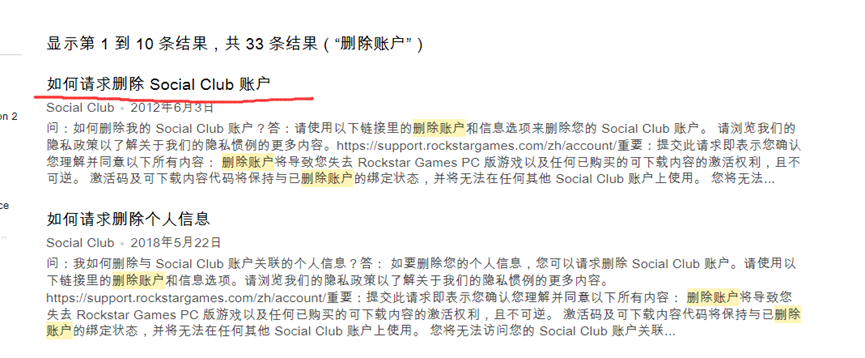 显示第 1 到 10 条结果，共 33 条结果（“删除账户”）
如何请求删除 Social Club 账户
Social Club • 2012年6月3日
on 2
问：如何删除我的 Social Club 账户？答：请使用以下链接里的删除账户和信息选项来删除您的 Social Club 账户。 请浏览我们的
隐私政策以了解关于我们的隐私惯例的更多内容。https://support.rockstargames.com/zh/account/重要：提交此请求即表示您确认
您理解并同意以下所有内容： 删除账户将导致您失去 Rockstar Games PC 版游戏以及任何已购买的可下载内容的激活权利，且不
可逆。 激活码及可下载内容代码将保持与已删除账户的绑定状态，并将无法在任何其他 Social Club 账户上使用。 您将无法...
ce
如何请求删除个人信息
Social Club • 2018年5月22日
问：我如何删除与 Social Club 账户关联的个人信息？答： 如要删除您的个人信息，您可以请求删除 Social Club 账户。请使用以
下链接里的删除账户和信息选项。请浏览我们的隐私政策以了解关于我们的隐私惯例的更多内容。
https://support.rockstargames.com/zh/account/重要：提交此请求即表示您确认您理解并同意以下所有内容： 删除账户将导致您
失去 Rockstar Games PC 版游戏以及任何已购买的可下载内容的激活权利，且不可逆。 激活码及可下载内容代码将保持与已删除
账户的绑定状态，并将无法在任何其他 Social Club 账户上使用。 您将无法访问您的 Social Club 账户关联...